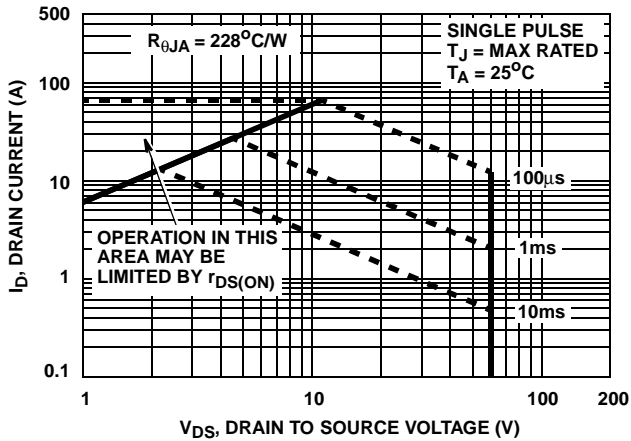 500
RθJA = 228°C/W
SINGLE PULSE
TJ = MAX RATED
TA = 25°C
100
10
1
0.1
ID, DRAIN CURRENT (A)
100μs
1ms
10ms
OPERATION IN THIS
AREA MAY BE
LIMITED BY rDS(ON)
1
10
100
200
VDS, DRAIN TO SOURCE VOLTAGE (V)